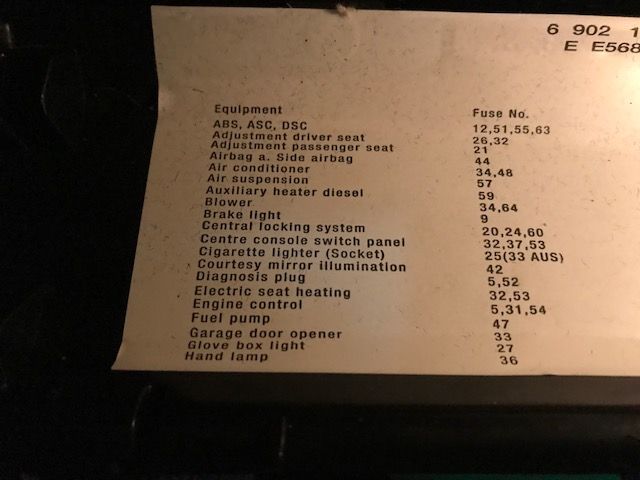 6 902 1
E E568
Equipment Fuse No.
ABS, ASC, DSC 12,51,55,63
Adjustment driver seat 26,32
Adjustment passenger seat 21
Airbag a. Side airbag 44
Air conditioner 34,48
Air suspension 57
Auxiliary heater diesel 59
Blower 34,64
Brake light 9
Central locking system 20,24,60
Centre console switch panel 32,37,53
Cigarette lighter (Socket) 25(33 AUS)
Courtesy mirror illumination 42
Diagnosis plug 5,52
Electric seat heating 32,53
Engine control 5,31,54
Fuel pump 47
Garage door opener 33
Glove box light 27
Hand lamp 36